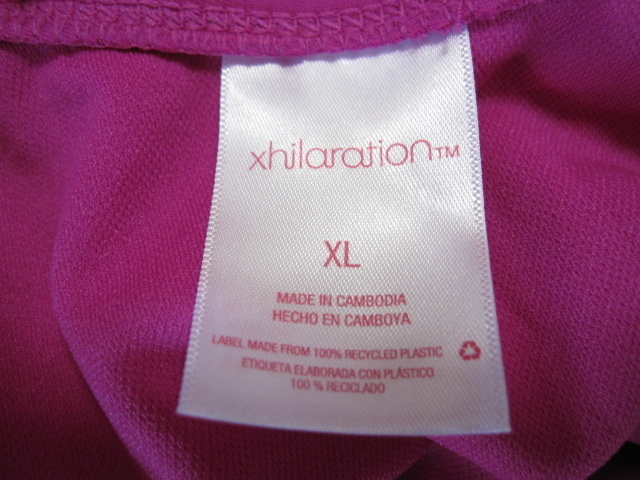 xhilaration™
XL
MADE IN CAMBODIA
HECHO EN CAMBOYA
LABEL MADE FROM 100% RECYCLED PLASTIC
ETIQUETA ELABORADA CON PLÁSTICO
100 % RECICLADO